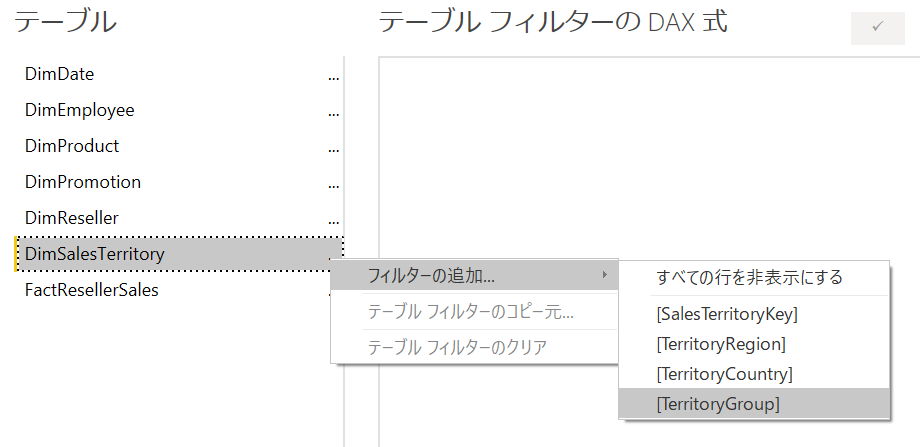 テーブル
テーブル フィルターの DAX 式
✓
DimDate ...
DimEmployee ...
DimProduct ...
DimPromotion ...
DimReseller ...
DimSalesTerritory
FactResellerSales
フィルターの追加...
テーブル フィルターのコピー元...
テーブル フィルターのクリア
すべての行を非表示にする
[SalesTerritoryKey]
[TerritoryRegion]
[TerritoryCountry]
[TerritoryGroup]